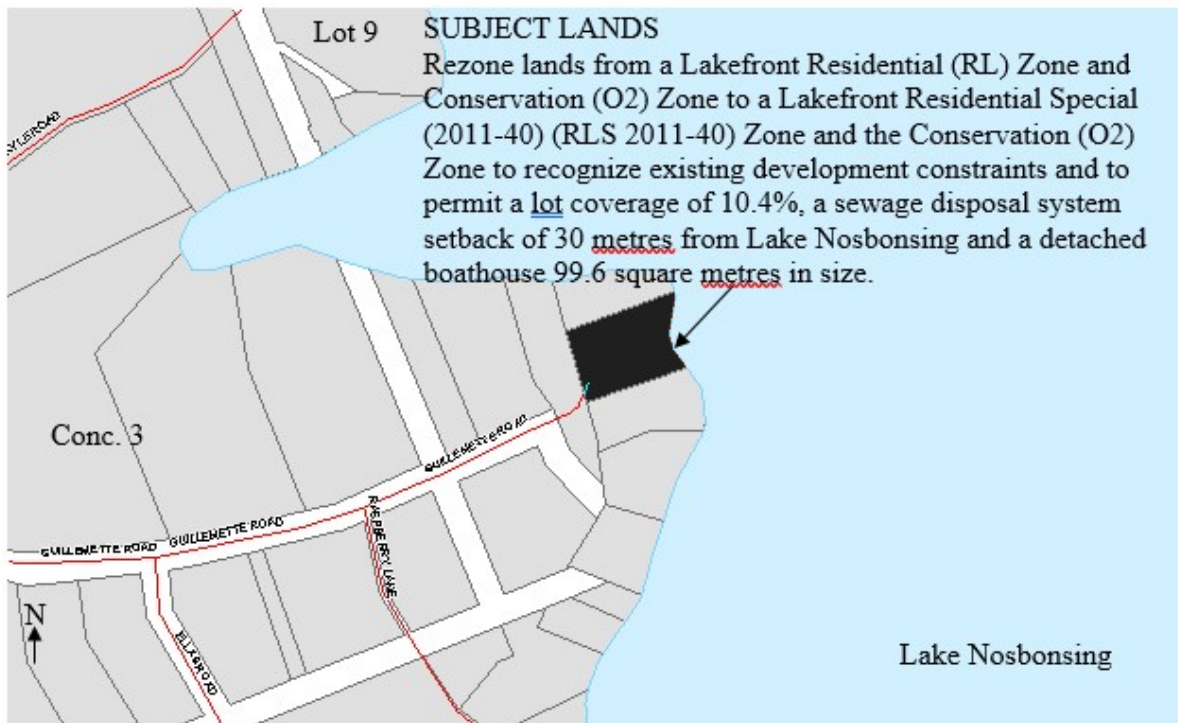 Lot 9
SUBJECT LANDS
Rezone lands from a Lakefront Residential (RL) Zone and
Conservation (O2) Zone to a Lakefront Residential Special
(2011-40) (RLS 2011-40) Zone and the Conservation (O2)
Zone to recognize existing development constraints and to
permit a lot coverage of 10.4%, a sewage disposal system
setback of 30 metres from Lake Nosbonsing and a detached
boathouse 99.6 square metres in size.
Conc. 3
GUILLEMETTE ROAD
GUILLEMETTE ROAD
GUILLEMETTE ROAD
RASPBERRY LANE
N
Lake Nosbonsing